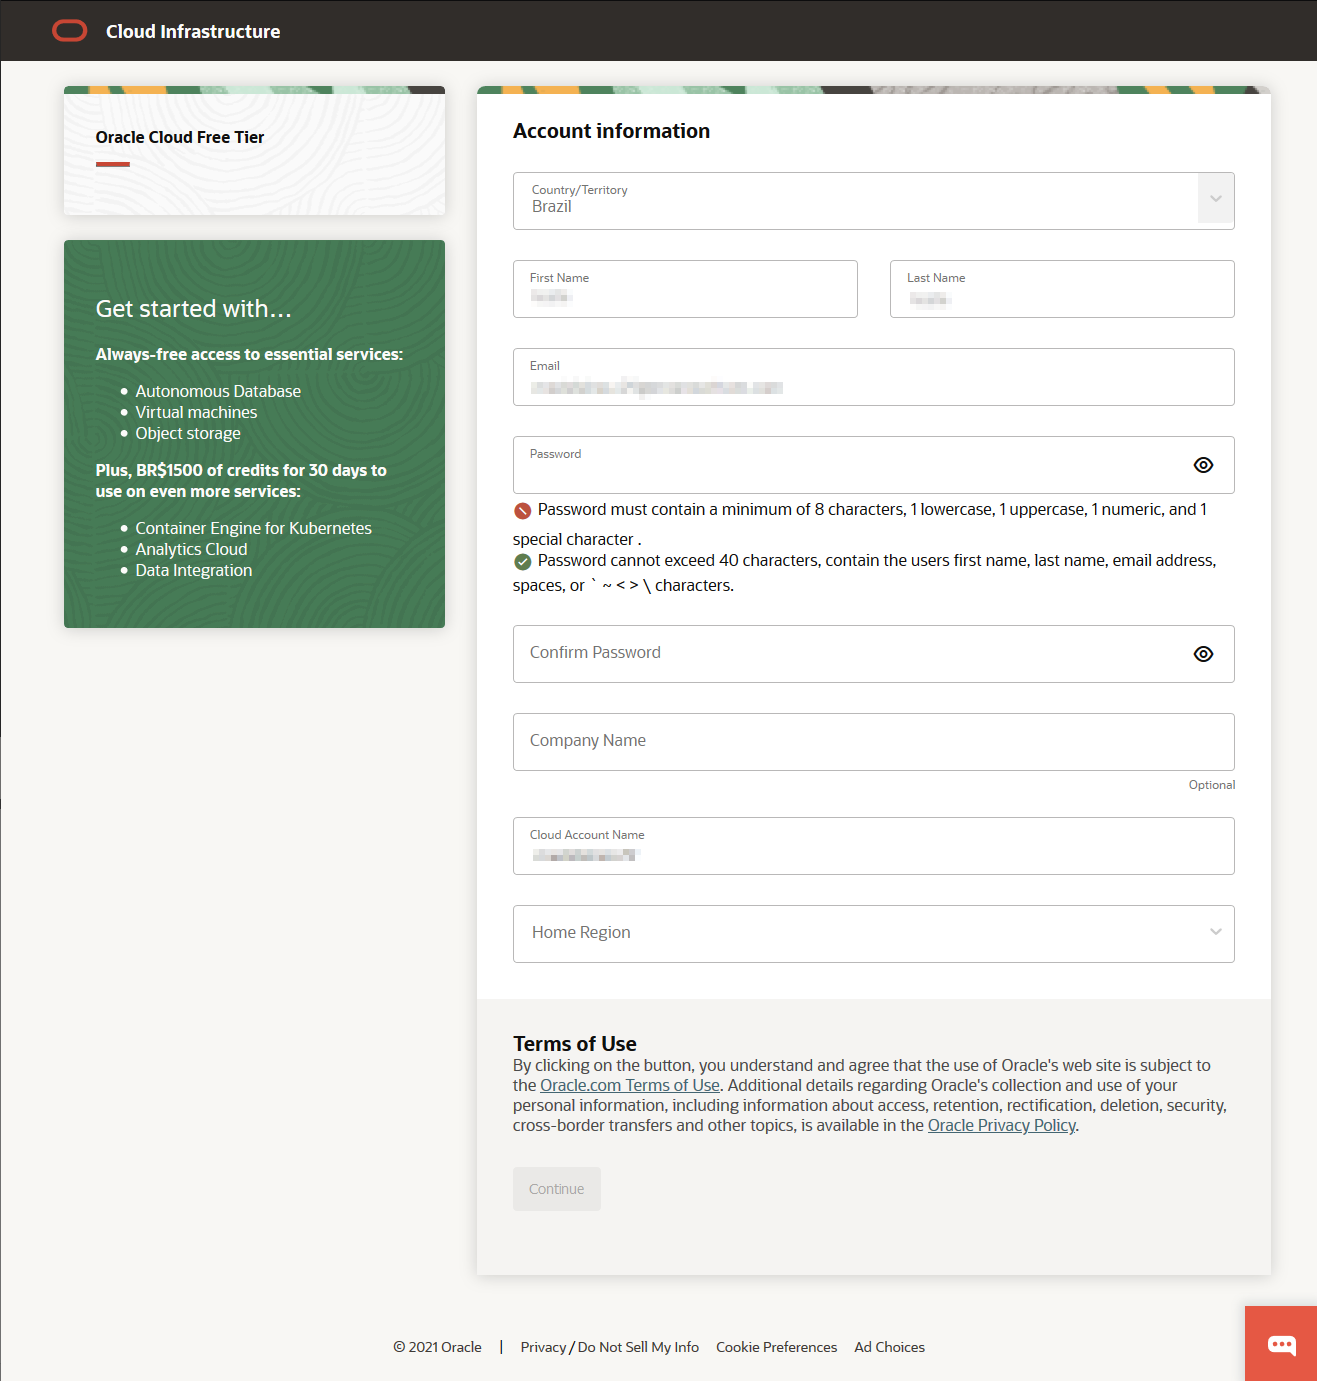 Cloud Infrastructure
Oracle Cloud Free Tier
Get started with...
Always-free access to essential services:
Autonomous Database
Virtual machines
Object storage
Plus, BR$1500 of credits for 30 days to
use on even more services:
Container Engine for Kubernetes
Analytics Cloud
Data Integration
Account information
Country/Territory
Brazil
First Name
Last Name
Email
Password
Password must contain a minimum of 8 characters, 1 lowercase, 1 uppercase, 1 numeric, and 1
special character .
Password cannot exceed 40 characters, contain the users first name, last name, email address,
spaces, or ` ~ < > \ characters.
Confirm Password
Company Name
Optional
Cloud Account Name
Home Region
Terms of Use
By clicking on the button, you understand and agree that the use of Oracle's web site is subject to
the Oracle.com Terms of Use. Additional details regarding Oracle's collection and use of your
personal information, including information about access, retention, rectification, deletion, security,
cross-border transfers and other topics, is available in the Oracle Privacy Policy.
Continue
© 2021 Oracle | Privacy / Do Not Sell My Info Cookie Preferences Ad Choices